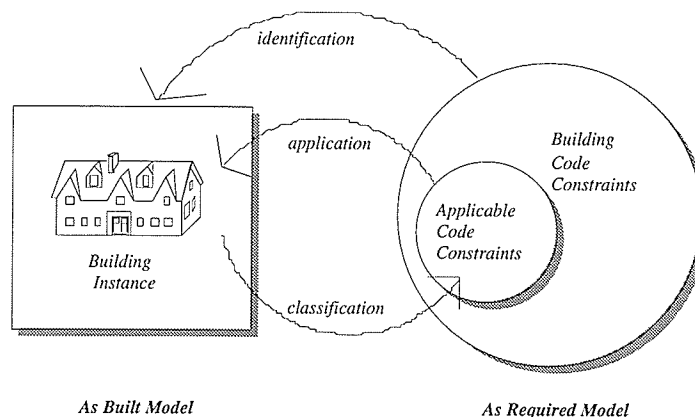 identification
application
Building
Code
Constraints
Applicable
Code
Constraints
Building
Instance
classification
As Built Model
As Required Model